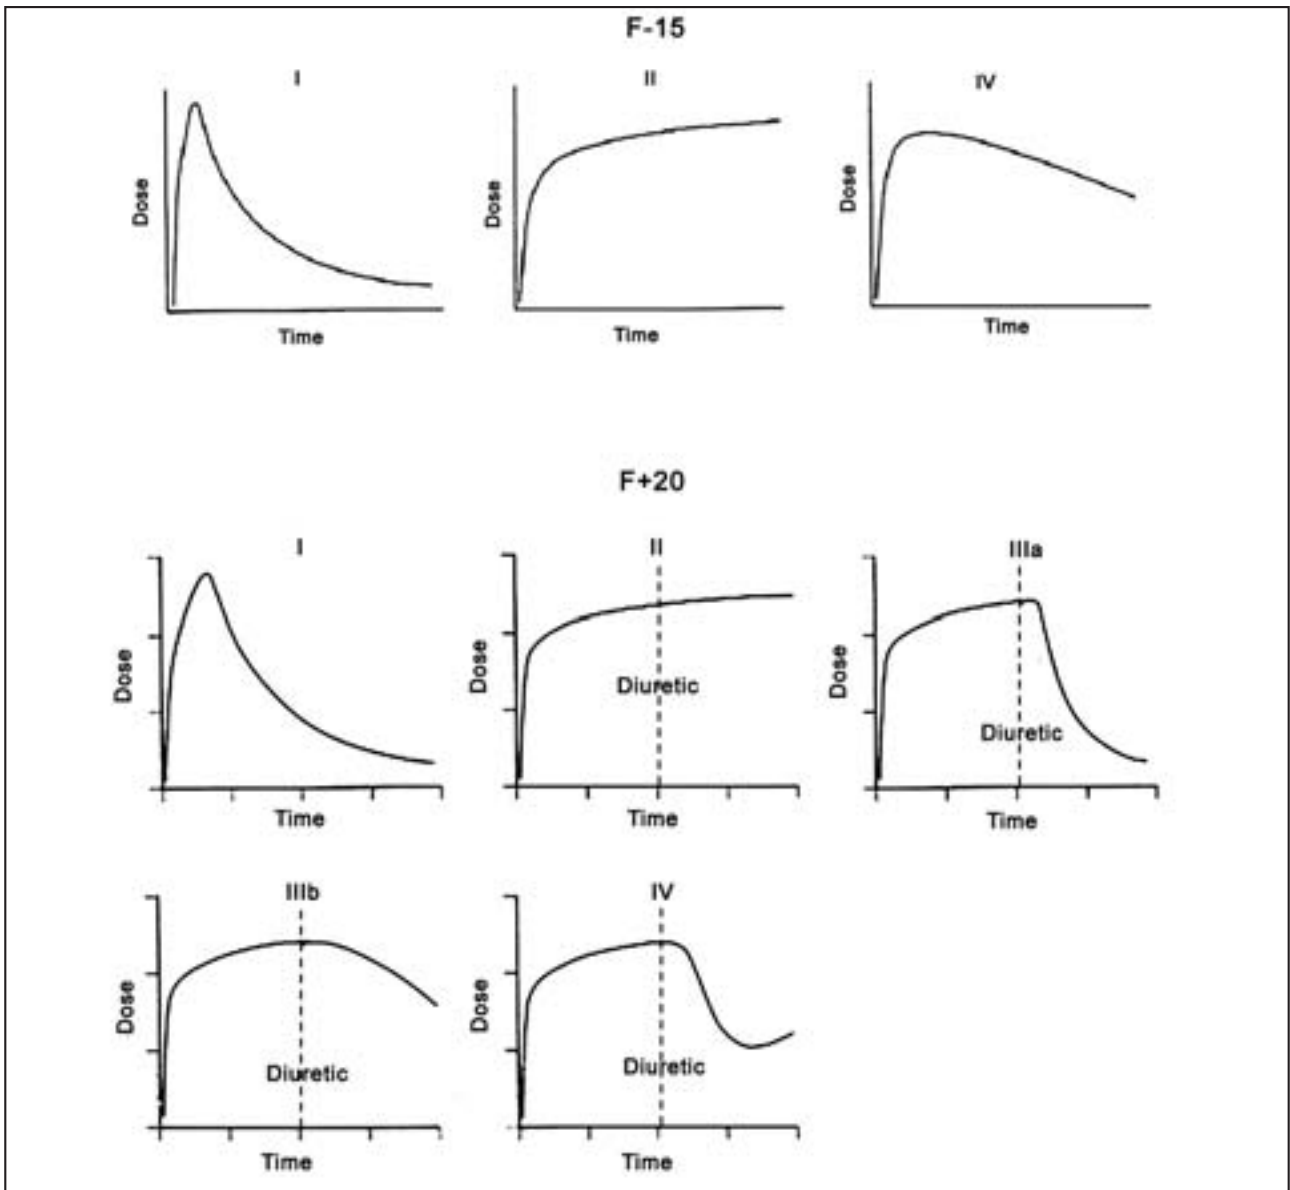 F-15
I II IV
Dose Dose Dose
Time Time Time
F+20
I II IIIa
Dose Dose Diuretic Dose Diuretic
Time Time Time
IIIb IV
Dose Diuretic Dose Diuretic
Time Time